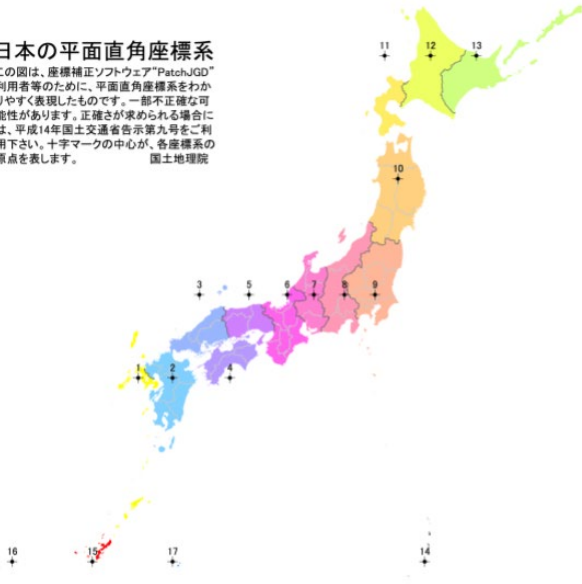 日本の平面直角座標系
この図は、座標補正ソフトウェア“PatchJGD”
利用者等のために、平面直角座標系をわか
りやすく表現したものです。一部不正確な可
能性があります。正確さが求められる場合に
は、平成14年国土交通省告示第九号をご利
用下さい。十字マークの中心が、各座標系の
原点を表します。 国土地理院
11 12 13
10
3 5 6 7 8 9
1 2 4
16 15 17 14